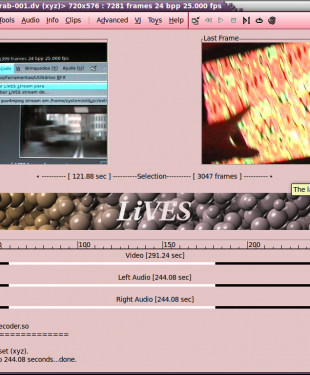 rab-001.dv (xyz)> 720x576 : 7281 frames 24 bpp 25.000 fps
Tools Audio Info Clips | Advanced VJ Toys Help
Last Frame
---------- [ 121.88 sec ] ----------Selection---------- [ 3047 frames ] ----------
The la
LiVES
100 150 200
Video [291.24 sec]
Left Audio [244.08 sec]
Right Audio [244.08 sec]
ecoder.so
==============
set (xyz).
o 244.08 seconds...done.